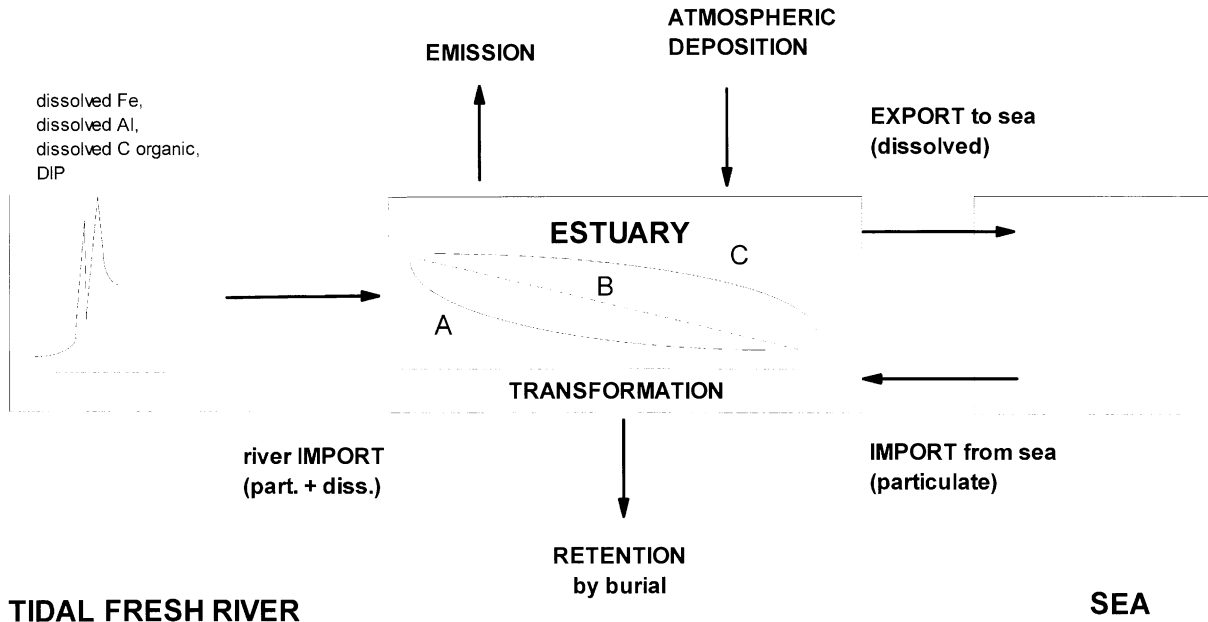 ATMOSPHERIC
DEPOSITION
EMISSION
dissolved Fe,
dissolved Al,
dissolved C organic,
DIP
EXPORT to sea
(dissolved)
ESTUARY
C
B
A
TRANSFORMATION
river IMPORT
(part. + diss.)
IMPORT from sea
(particulate)
RETENTION
by burial
TIDAL FRESH RIVER
SEA